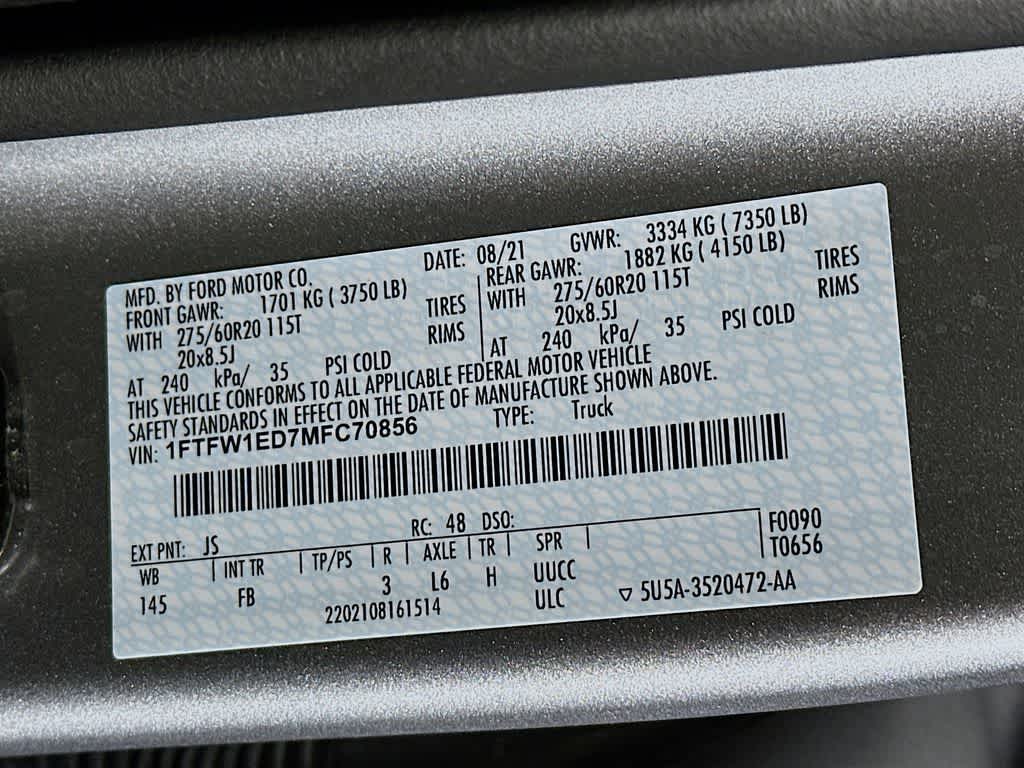 MFD. BY FORD MOTOR CO. DATE: 08/21 GVWR: 3334 KG ( 7350 LB)
FRONT GAWR: 1701 KG ( 3750 LB) REAR GAWR: 1882 KG ( 4150 LB)
WITH 275/60R20 115T TIRES WITH 275/60R20 115T TIRES
20x8.5J RIMS 20x8.5J RIMS
AT 240 kPa/ 35 PSI COLD AT 240 kPa/ 35 PSI COLD
THIS VEHICLE CONFORMS TO ALL APPLICABLE FEDERAL MOTOR VEHICLE
SAFETY STANDARDS IN EFFECT ON THE DATE OF MANUFACTURE SHOWN ABOVE.
VIN: 1FTFW1ED7MFC70856 TYPE: Truck
EXT PNT: JS RC: 48 DSO: F0090
WB INT TR TP/PS R AXLE TR SPR T0656
145 FB 3 L6 H UUCC
2202108161514 ULC ▽ 5U5A-3520472-AA